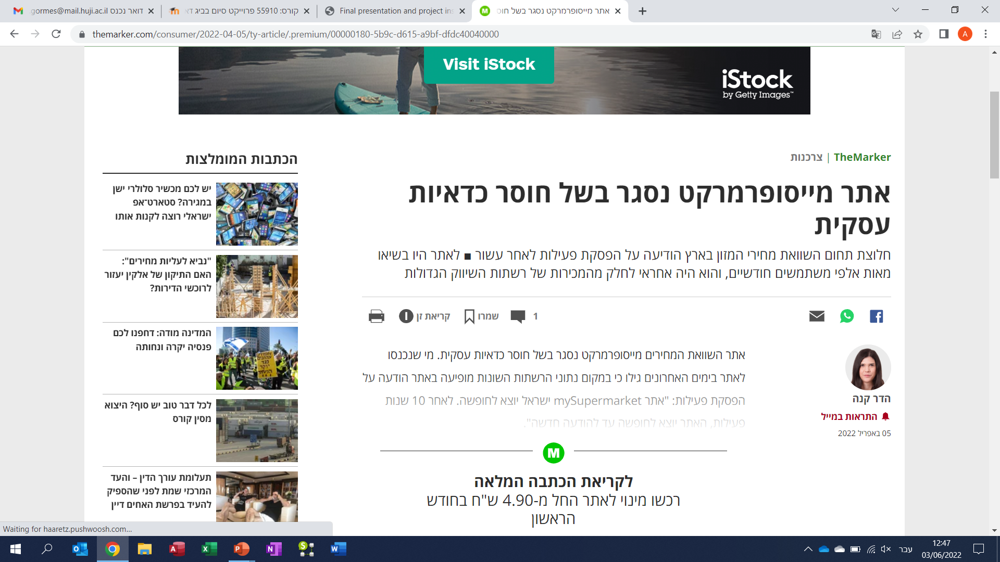 דואר נכנס gormes@mail.huji.ac.il
קורס: 55910 פרוייקט סיום בביג דא
Final presentation and project ins
אתר מייסופרמרקט נסגר בשל חוס
themarker.com/consumer/2022-04-05/ty-article/.premium/00000180-5b9c-d615-a9bf-dfdc40040000
A
Visit iStock
iStock
by Getty Images™
TheMarker | צרכנות
אתר מייסופרמרקט נסגר בשל חוסר כדאיות
עסקית
חלוצת תחום השוואת מחירי המזון בארץ הודיעה על הפסקת פעילות לאחר עשור ■ לאתר היו בשיאו
מאות אלפי משתמשים חודשיים, והוא היה אחראי לחלק מהמכירות של רשתות השיווק הגדולות
1
שמרו
קריאת זן
הדר קנה
התראות במייל
05 באפריל 2022
אתר השוואת המחירים מייסופרמרקט נסגר בשל חוסר כדאיות עסקית. מי שנכנסו
לאתר בימים האחרונים גילו כי במקום נתוני הרשתות השונות מופיעה באתר הודעה על
הפסקת פעילות: "אתר mySupermarket ישראל יוצא לחופשה. לאחר 10 שנות
פעילות, האתר יוצא לחופשה עד להודעה חדשה".
M
לקריאת הכתבה המלאה
רכשו מינוי לאתר החל מ-4.90 ש"ח בחודש
הראשון
הכתבות המומלצות
יש לכם מכשיר סלולרי ישן
במגירה? סטארט־אפ
ישראלי רוצה לקנות אותו
"נביא לעליות מחירים":
האם התיקון של אלקין יעזור
לרוכשי הדירות?
המדינה מודה: דחפנו לכם
פנסיה יקרה ונחותה
לכל דבר טוב יש סוף? היצוא
מסין קורס
תעלומת עורך הדין – והעד
המרכזי שמת לפני שהספיק
להעיד בפרשת האחים דיין
Waiting for haaretz.pushwoosh.com...
עבר
12:47
03/06/2022